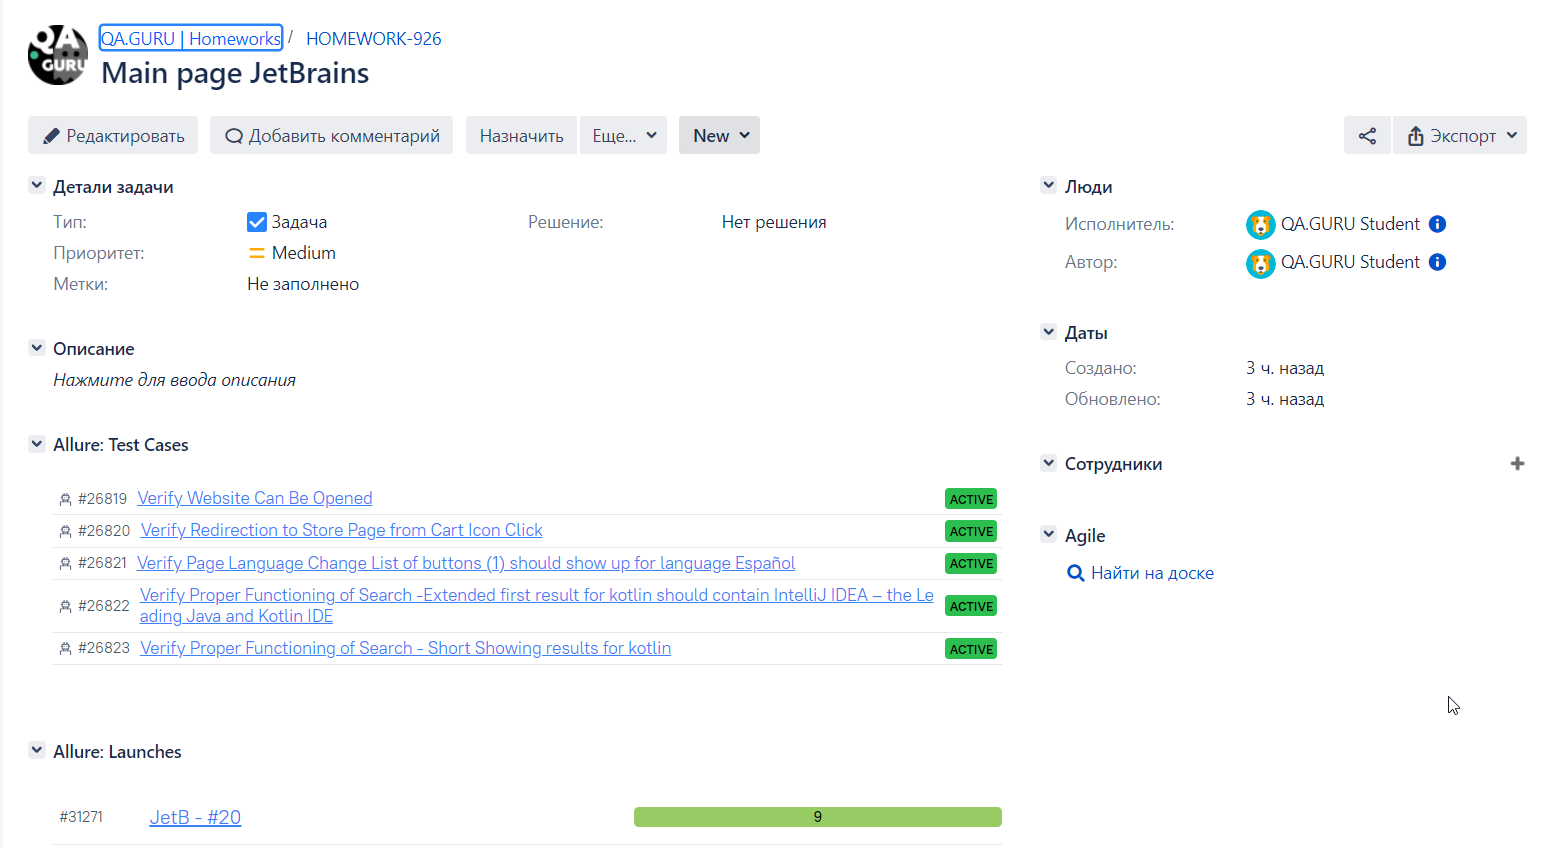 QA
GURU
QA.GURU | Homeworks / HOMEWORK-926
Main page JetBrains
Редактировать
Добавить комментарий
Назначить
Еще...
New
Экспорт
Детали задачи
Тип: Задача
Решение: Нет решения
Приоритет: Medium
Метки: Не заполнено
Описание
Нажмите для ввода описания
Allure: Test Cases
#26819 Verify Website Can Be Opened ACTIVE
#26820 Verify Redirection to Store Page from Cart Icon Click ACTIVE
#26821 Verify Page Language Change List of buttons (1) should show up for language Español ACTIVE
#26822 Verify Proper Functioning of Search -Extended first result for kotlin should contain IntelliJ IDEA – the Le
ading Java and Kotlin IDE ACTIVE
#26823 Verify Proper Functioning of Search - Short Showing results for kotlin ACTIVE
Allure: Launches
#31271 JetB - #20 9
Люди
Исполнитель: QA.GURU Student
Автор: QA.GURU Student
Даты
Создано: 3 ч. назад
Обновлено: 3 ч. назад
Сотрудники
Agile
Найти на доске